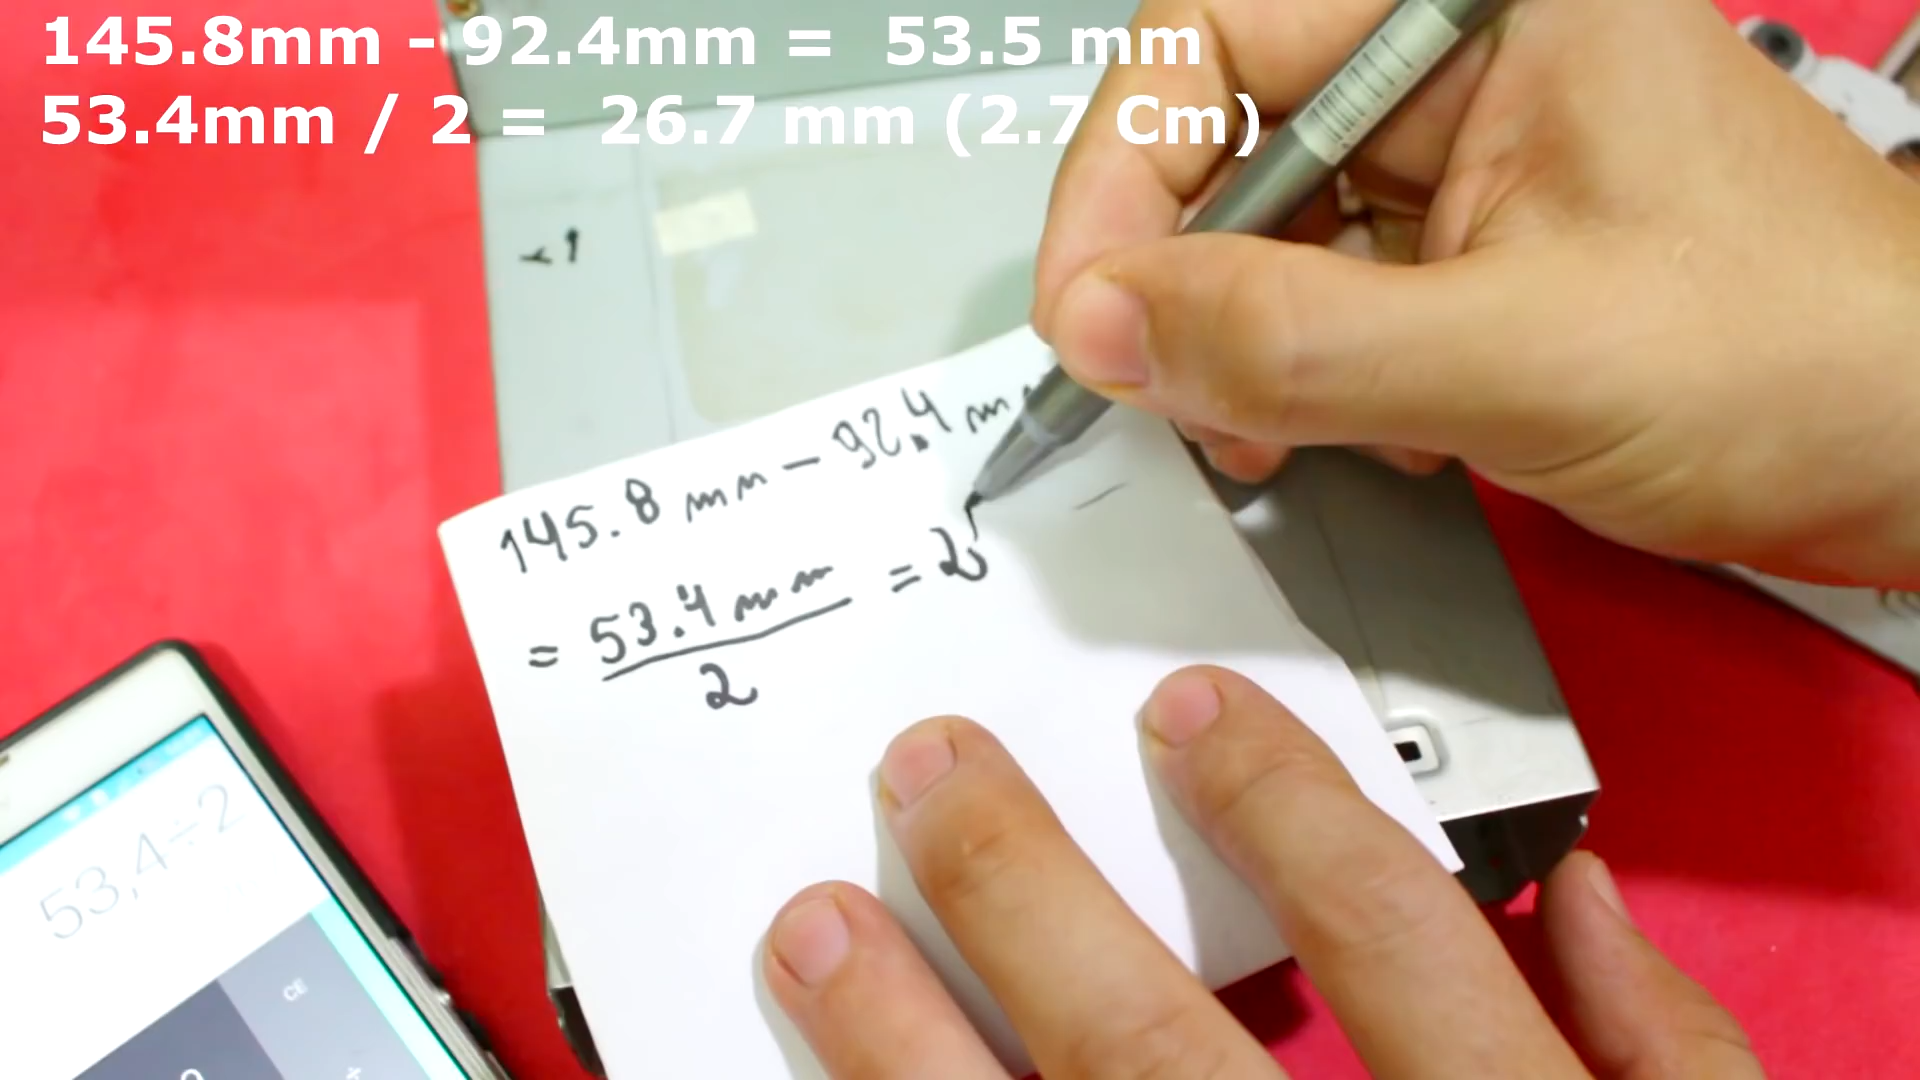 145.8mm - 92.4mm = 53.5 mm
53.4mm / 2 = 26.7 mm (2.7 Cm)
145.8 mm - 92.4 mm
= 53.4 mm = 2
2
53,4÷2
CE